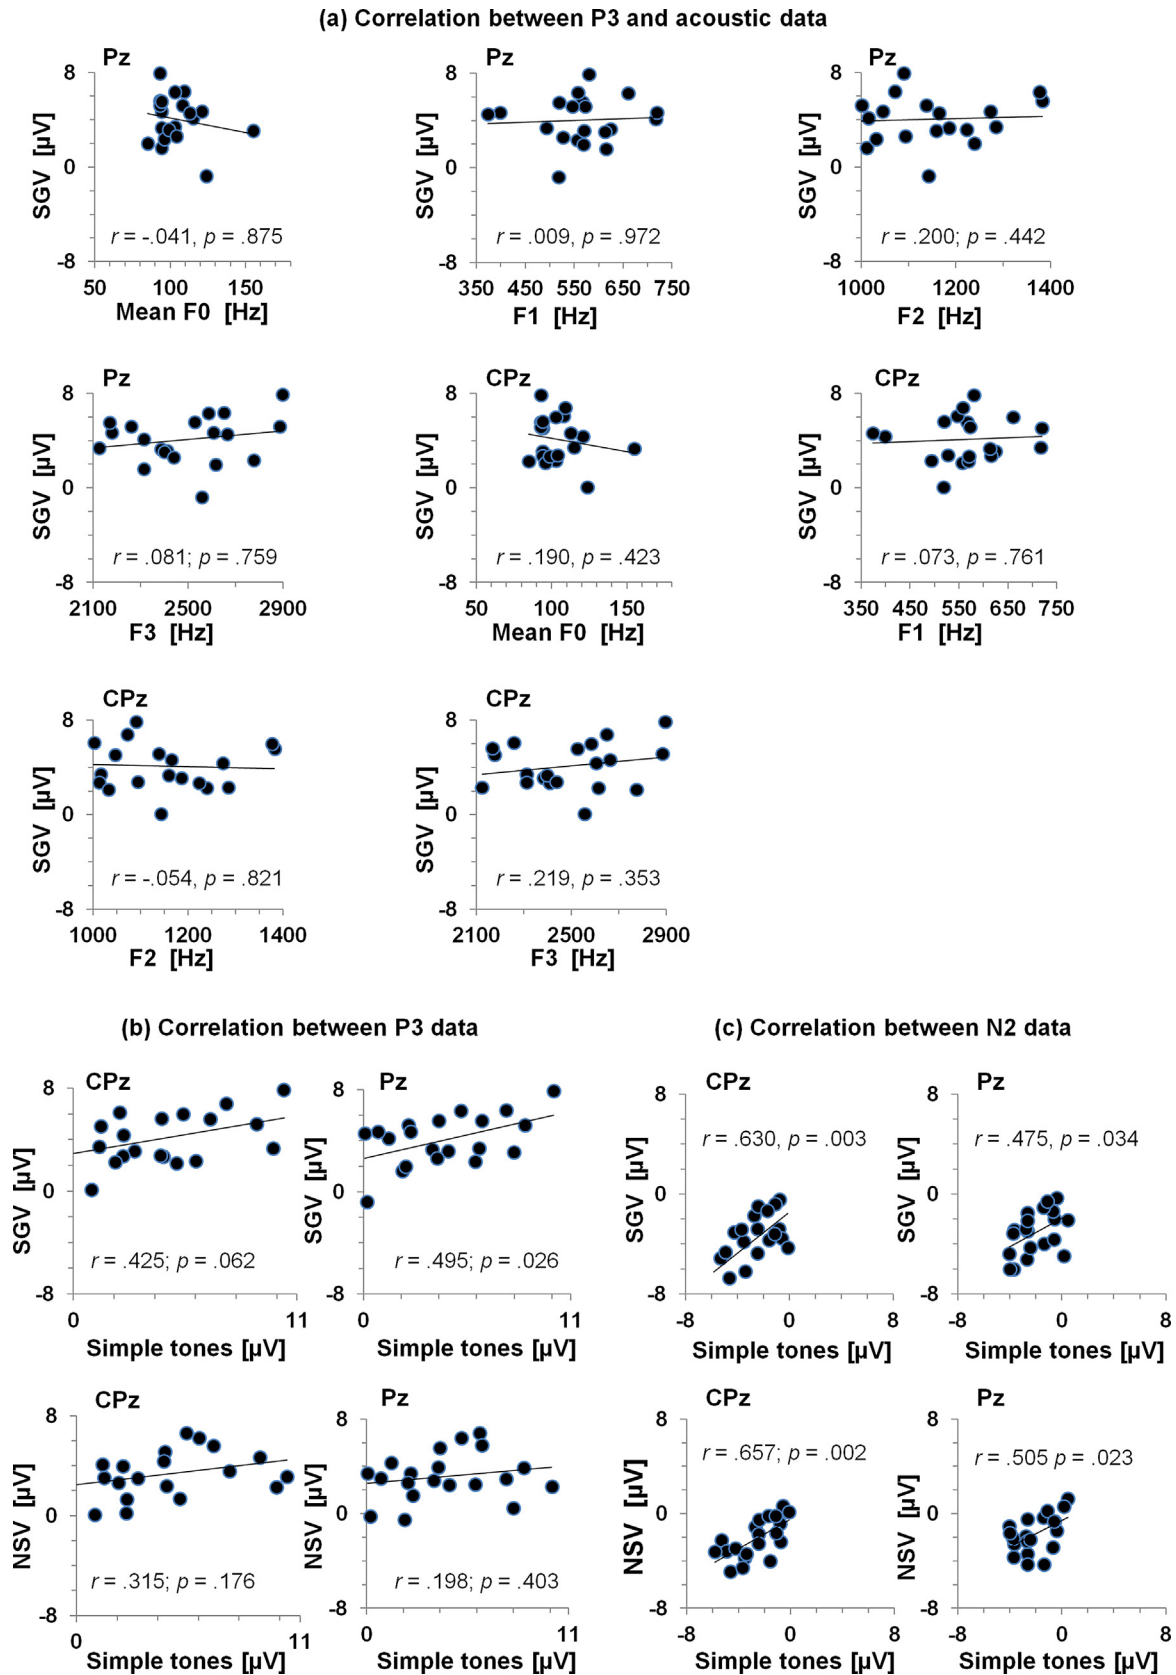 (a) Correlation between P3 and acoustic data
Pz
Pz
Pz
8
0
-8
SGV [µV]
r = -.041, p = .875
50 100 150
Mean F0 [Hz]
8
0
-8
SGV [µV]
r = .009, p = .972
350 450 550 650 750
F1 [Hz]
8
0
-8
SGV [µV]
r = .200; p = .442
1000 1200 1400
F2 [Hz]
Pz
CPz
CPz
8
0
-8
SGV [µV]
r = .081; p = .759
2100 2500 2900
F3 [Hz]
8
0
-8
SGV [µV]
r = .190, p = .423
50 100 150
Mean F0 [Hz]
8
0
-8
SGV [µV]
r = .073, p = .761
350 450 550 650 750
F1 [Hz]
CPz
CPz
8
0
-8
SGV [µV]
r = -.054, p = .821
1000 1200 1400
F2 [Hz]
8
0
-8
SGV [µV]
r = .219, p = .353
2100 2500 2900
F3 [Hz]
(b) Correlation between P3 data
CPz
8
0
-8
SGV [µV]
r = .425; p = .062
0 11
Simple tones [µV]
Pz
8
0
-8
SGV [µV]
r = .495; p = .026
0 11
Simple tones [µV]
CPz
8
0
-8
NSV [µV]
r = .315; p = .176
0 11
Simple tones [µV]
Pz
8
0
-8
NSV [µV]
r = .198; p = .403
0 11
Simple tones [µV]
(c) Correlation between N2 data
CPz
8
0
-8
SGV [µV]
r = .630, p = .003
-8 0 8
Simple tones [µV]
Pz
8
0
-8
SGV [µV]
r = .475, p = .034
-8 0 8
Simple tones [µV]
CPz
8
0
-8
NSV [µV]
r = .657; p = .002
-8 0 8
Simple tones [µV]
Pz
8
0
-8
NSV [µV]
r = .505 p = .023
-8 0 8
Simple tones [µV]